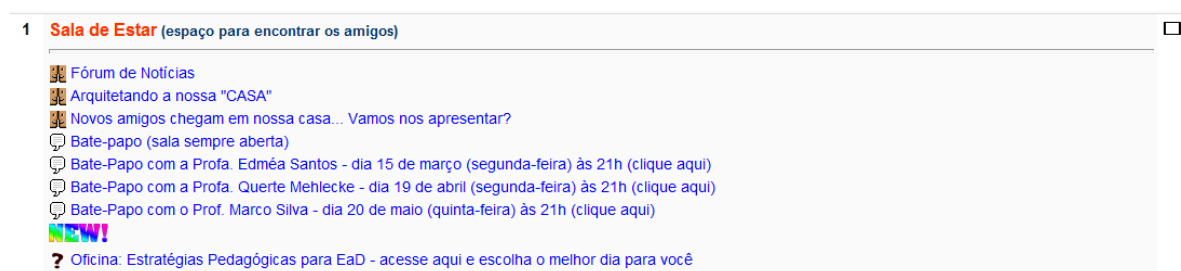 1 Sala de Estar (espaço para encontrar os amigos)
Fórum de Notícias
Arquitetando a nossa "CASA"
Novos amigos chegam em nossa casa... Vamos nos apresentar?
Bate-papo (sala sempre aberta)
Bate-Papo com a Profa. Edméa Santos - dia 15 de março (segunda-feira) às 21h (clique aqui)
Bate-Papo com a Profa. Querte Mehlecke - dia 19 de abril (segunda-feira) às 21h (clique aqui)
Bate-Papo com o Prof. Marco Silva - dia 20 de maio (quinta-feira) às 21h (clique aqui)
NEW!
? Oficina: Estratégias Pedagógicas para EaD - acesse aqui e escolha o melhor dia para você